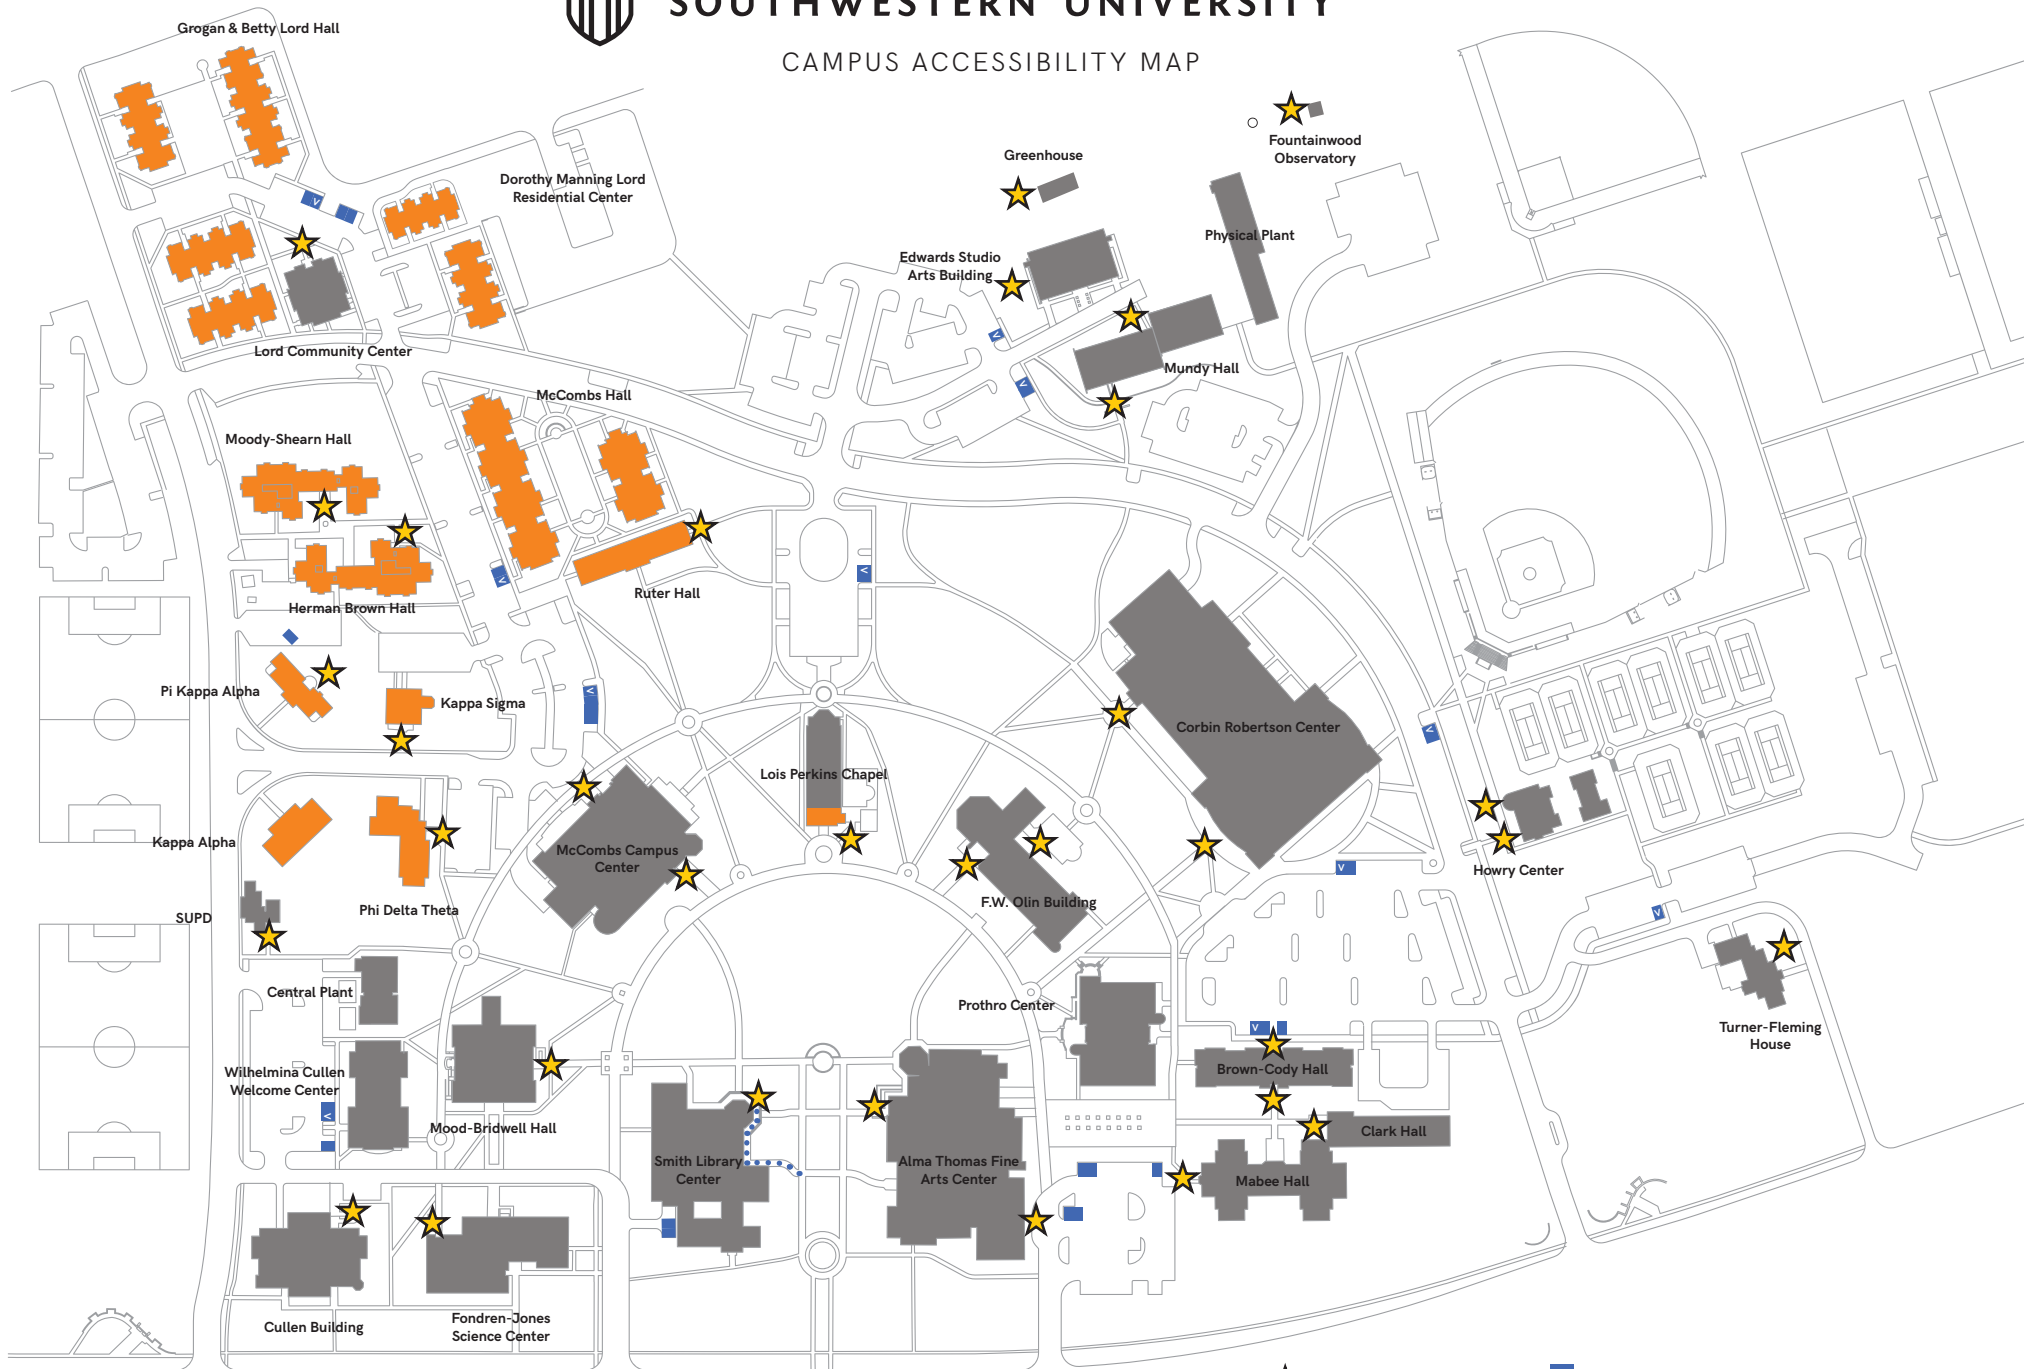 SOUTHWESTERN UNIVERSITY
CAMPUS ACCESSIBILITY MAP
Grogan & Betty Lord Hall
Dorothy Manning Lord
Residential Center
Greenhouse
Fountainwood
Observatory
Edwards Studio
Arts Building
Physical Plant
Lord Community Center
Mundy Hall
McCombs Hall
Moody-Shearn Hall
Herman Brown Hall
Ruter Hall
Pi Kappa Alpha
Kappa Sigma
Corbin Robertson Center
Lois Perkins Chapel
Kappa Alpha
McCombs Campus
Center
Howry Center
F.W. Olin Building
Phi Delta Theta
SUPD
Central Plant
Prothro Center
Turner-Fleming
House
Wilhelmina Cullen
Welcome Center
Brown-Cody Hall
Mood-Bridwell Hall
Clark Hall
Smith Library
Center
Alma Thomas Fine
Arts Center
Mabee Hall
Cullen Building
Fondren-Jones
Science Center
V
V
V
V
V
V
V
V
V
V
V